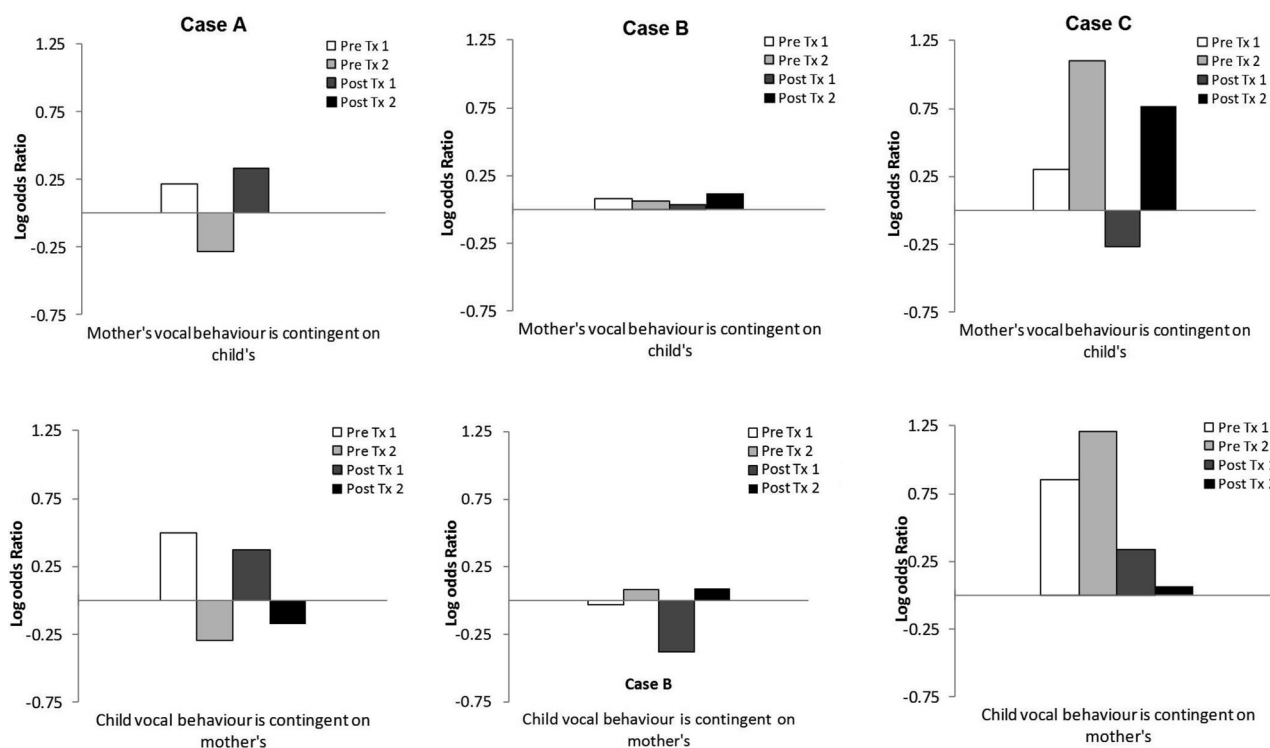 Case A
1.25
0.75
0.25
-0.25
-0.75
Log odds Ratio
Pre Tx 1
Pre Tx 2
Post Tx 1
Post Tx 2
Mother's vocal behaviour is contingent on
child's
Case B
1.25
0.75
0.25
-0.25
-0.75
Log odds Ratio
Pre Tx 1
Pre Tx 2
Post Tx 1
Post Tx 2
Mother's vocal behaviour is contingent on
child's
Case C
1.25
0.75
0.25
-0.25
-0.75
Log odds Ratio
Pre Tx 1
Pre Tx 2
Post Tx 1
Post Tx 2
Mother's vocal behaviour is contingent on
child's
1.25
0.75
0.25
-0.25
-0.75
Log odds Ratio
Pre Tx 1
Pre Tx 2
Post Tx 1
Post Tx 2
Child vocal behaviour is contingent on
mother's
1.25
0.75
0.25
-0.25
-0.75
Log odds Ratio
Pre Tx 1
Pre Tx 2
Post Tx 1
Post Tx 2
Case B
Child vocal behaviour is contingent on
mother's
1.25
0.75
0.25
-0.25
-0.75
Log odds Ratio
Pre Tx 1
Pre Tx 2
Post Tx
Post Tx
Child vocal behaviour is contingent on
mother's